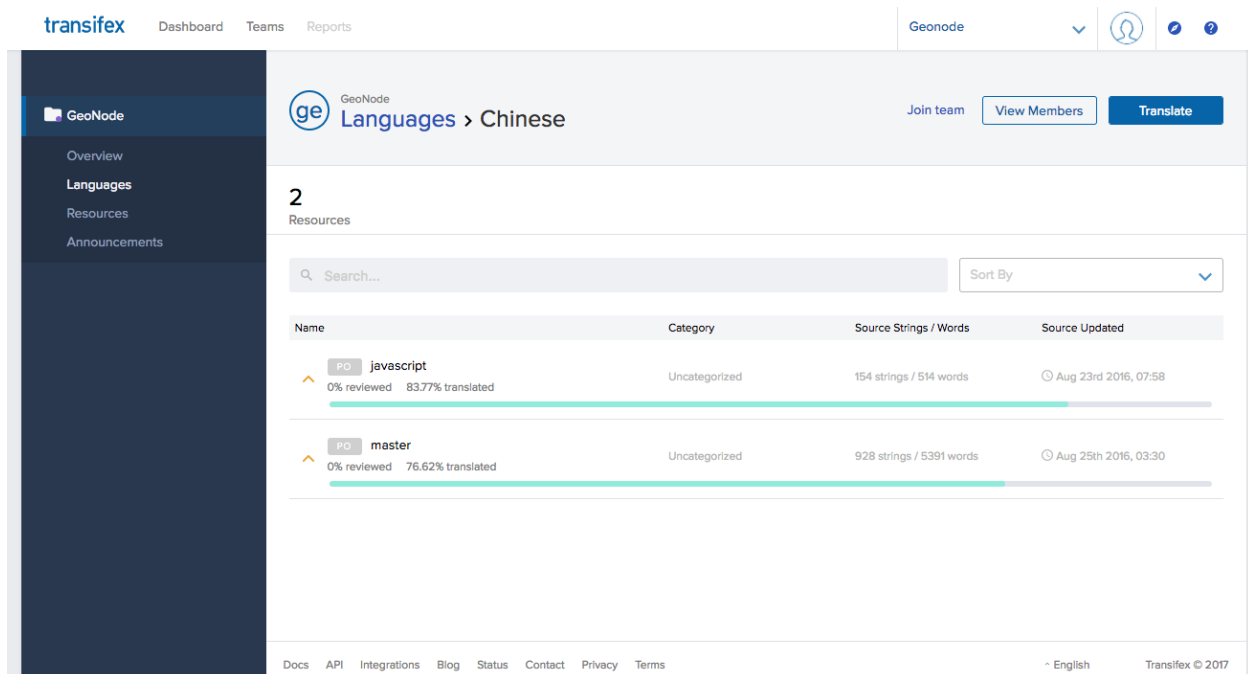 transifex Dashboard Teams Reports Geonode
GeoNode
Overview
Languages
Resources
Announcements
ge
GeoNode
Languages › Chinese
Join team View Members Translate
2
Resources
Search... Sort By
Name Category Source Strings / Words Source Updated
PO javascript
0% reviewed 83.77% translated
Uncategorized 154 strings / 514 words Aug 23rd 2016, 07:58
PO master
0% reviewed 76.62% translated
Uncategorized 928 strings / 5391 words Aug 25th 2016, 03:30
Docs API Integrations Blog Status Contact Privacy Terms ^ English Transifex © 2017